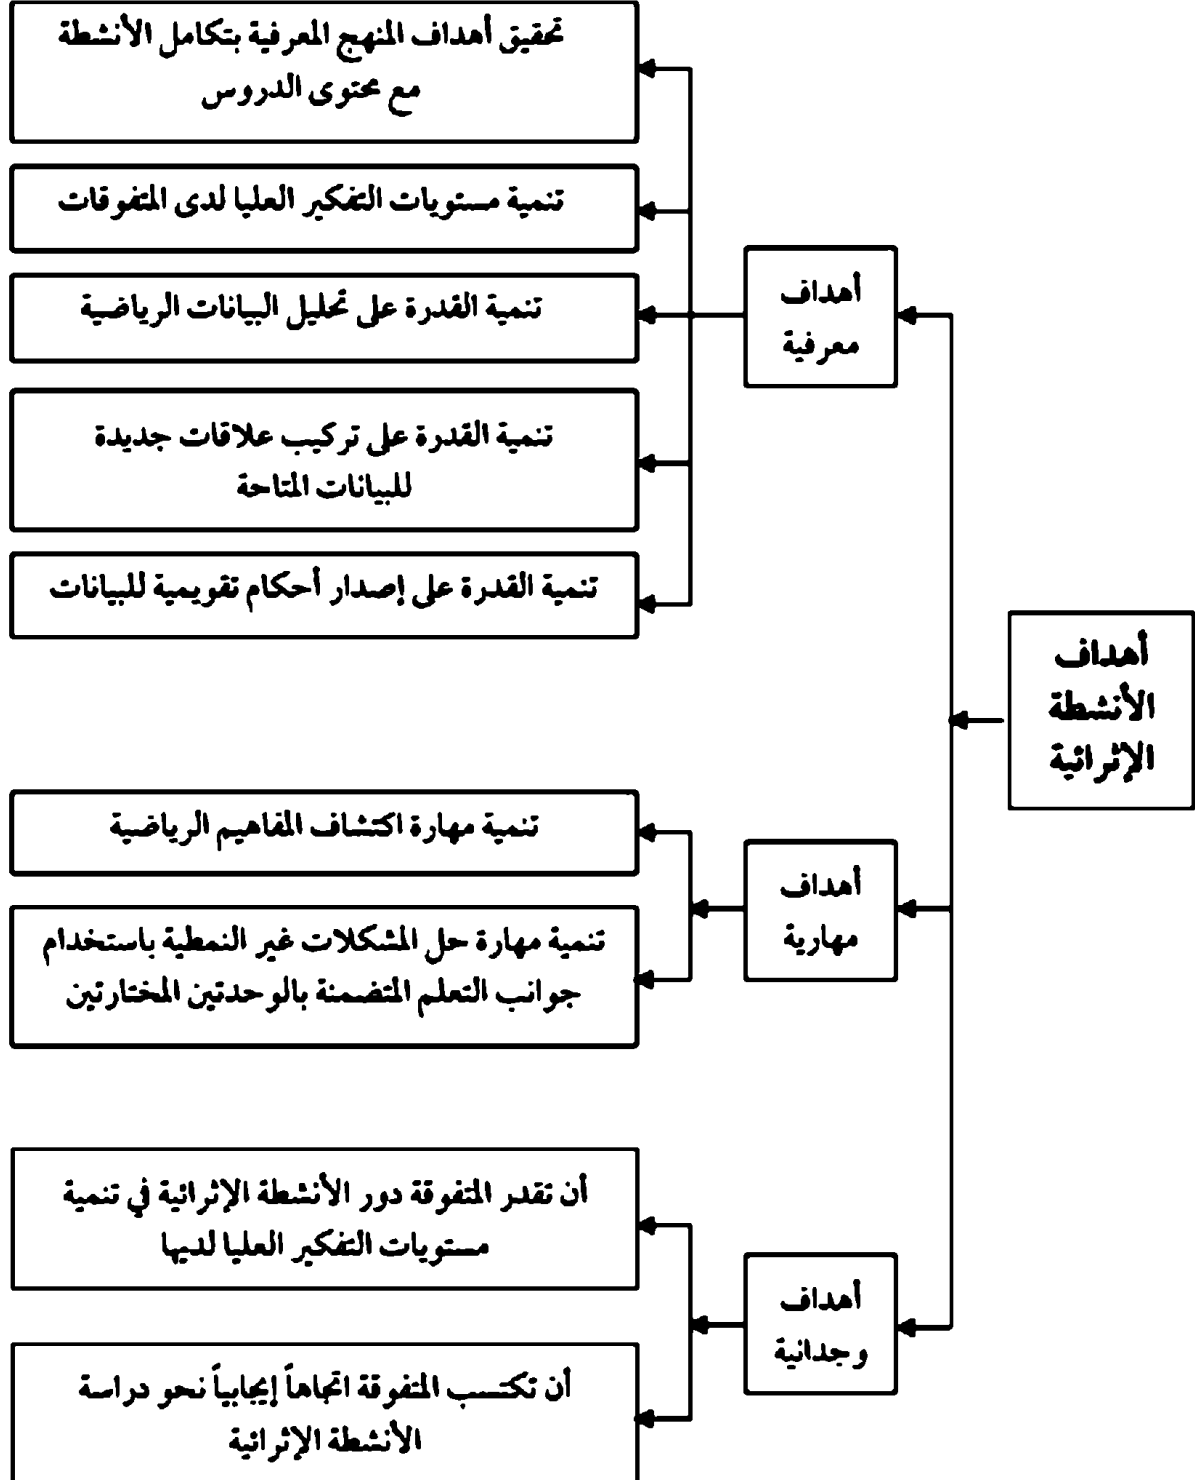 أهداف
الأنشطة
الإثرائية
أهداف
معرفية
تحقيق أهداف المنهج المعرفية بتكامل الأنشطة
مع محتوى الدروس
تنمية مستويات التفكير العليا لدى المتفوقات
تنمية القدرة على تحليل البيانات الرياضية
تنمية القدرة على تركيب علاقات جديدة
للبيانات المتاحة
تنمية القدرة على إصدار أحكام تقويمية للبيانات
أهداف
مهارية
تنمية مهارة اكتشاف المفاهيم الرياضية
تنمية مهارة حل المشكلات غير النمطية باستخدام
جوانب التعلم المتضمنة بالوحدتين المختارتين
أهداف
وجدانية
أن تقدر المتفوقة دور الأنشطة الإثرائية في تنمية
مستويات التفكير العليا لديها
أن تكتسب المتفوقة اتجاهاً إيجابياً نحو دراسة
الأنشطة الإثرائية